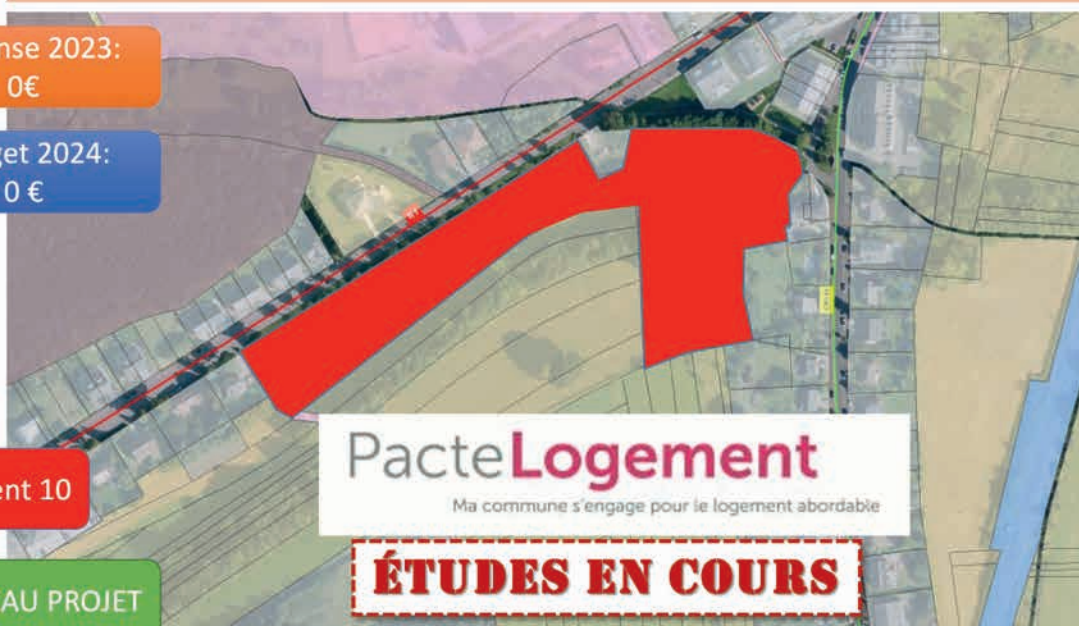 nse 2023:
0€
et 2024:
0 €
ent 10
AU PROJET
PacteLogement
Ma commune s'engage pour le logement abordable
ÉTUDES EN COURS